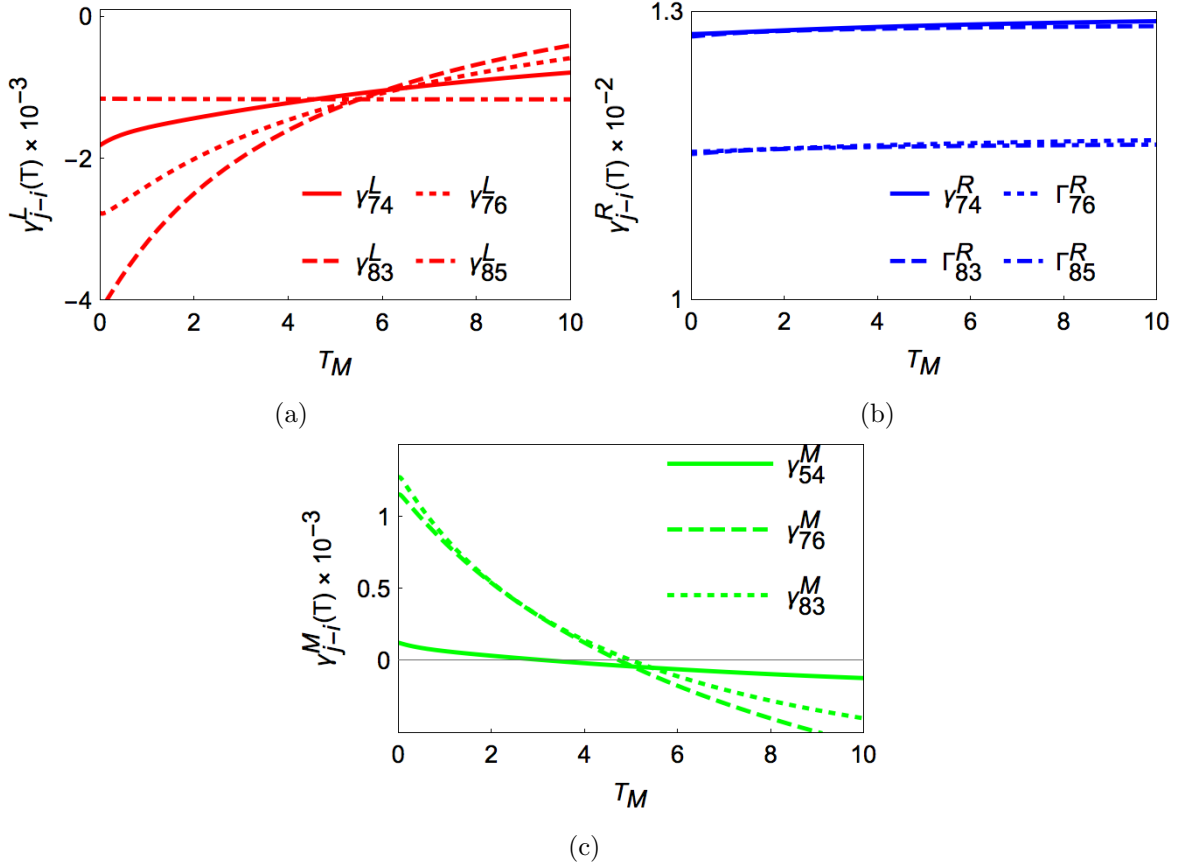 0
−2
−4
γ^L_{j−i}(T) × 10^{−3}
γ^L_{74} γ^L_{76}
γ^L_{83} γ^L_{85}
0 2 4 6 8 10
T_M
(a)
1.3
1
γ^R_{j−i}(T) × 10^{−2}
γ^R_{74} Γ^R_{76}
Γ^R_{83} Γ^R_{85}
0 2 4 6 8 10
T_M
(b)
1
0.5
0
γ^M_{j−i}(T) × 10^{−3}
γ^M_{54}
γ^M_{76}
γ^M_{83}
0 2 4 6 8 10
T_M
(c)